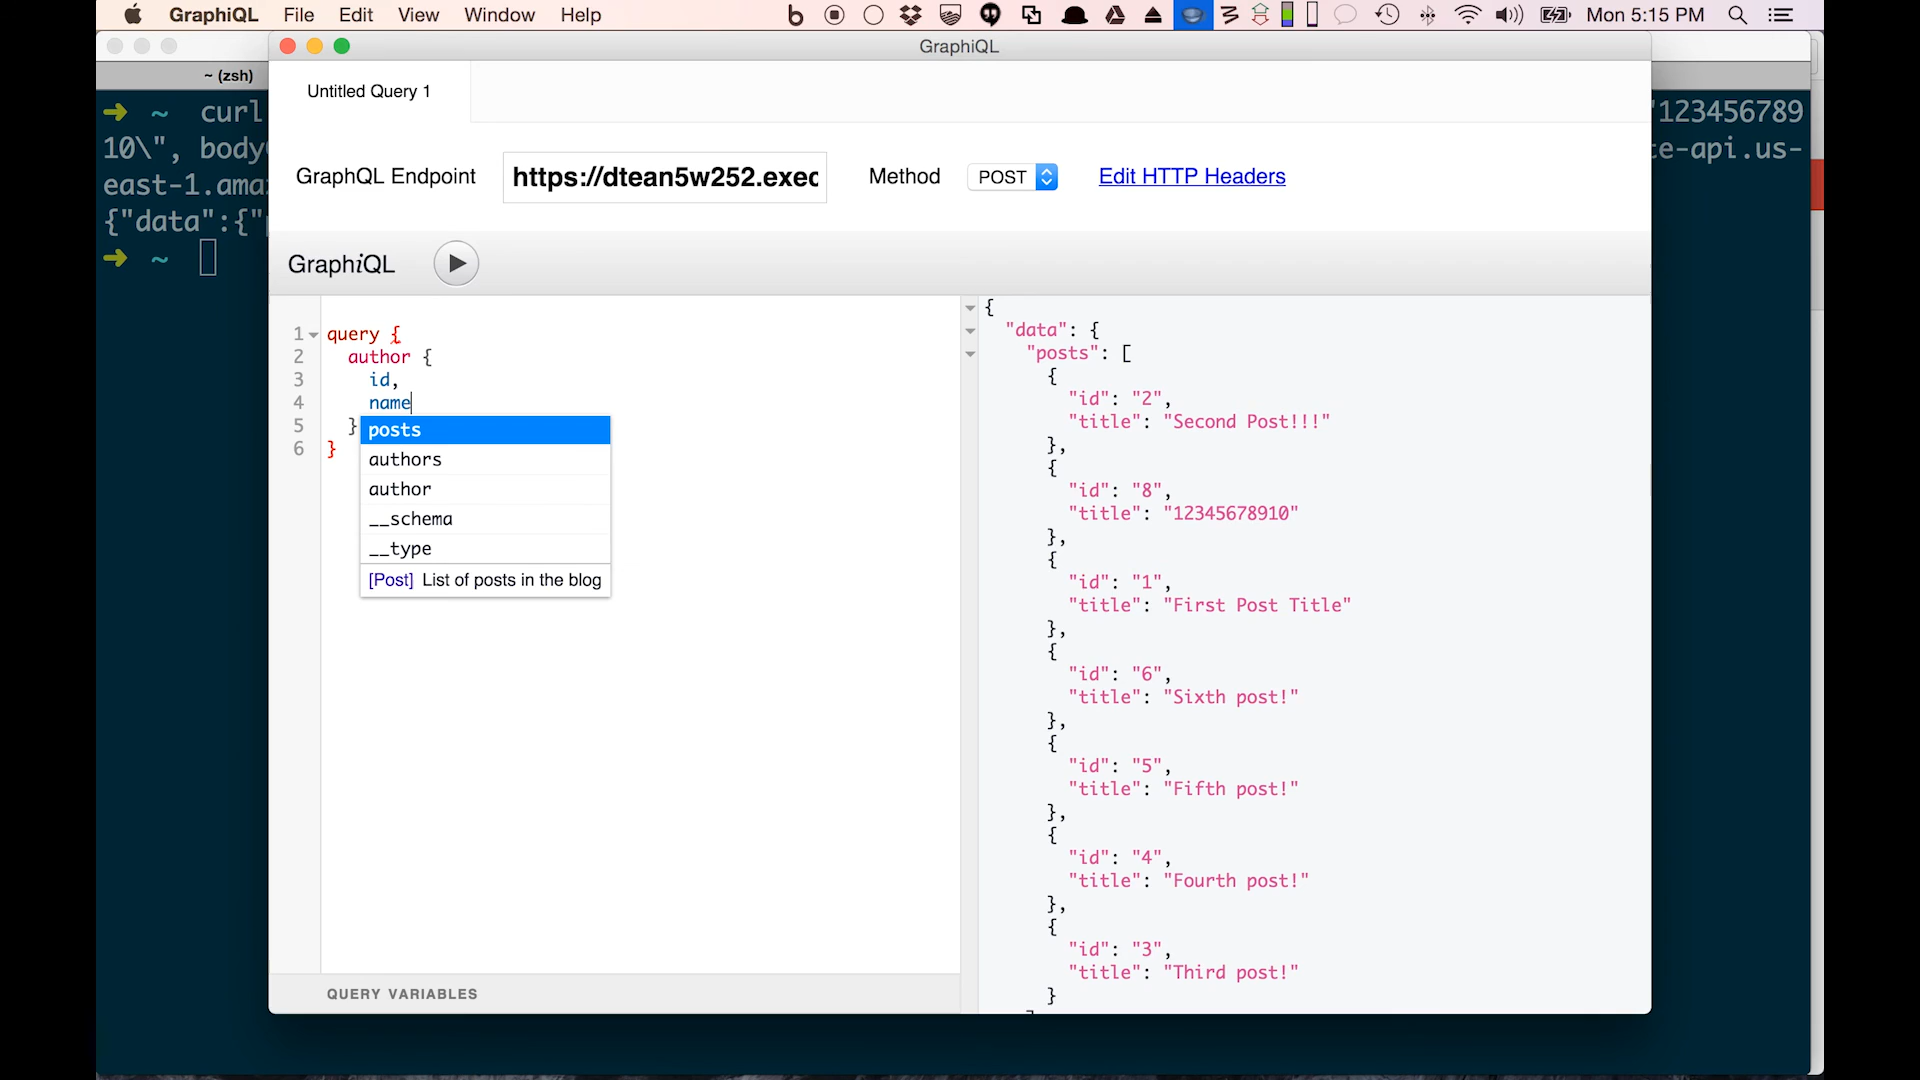 GraphiQL File Edit View Window Help Mon 5:15 PM
GraphiQL
~ (zsh)
Untitled Query 1
➜ ~ curl "123456789
10\", body te-api.us-
east-1.ama
{"data":{"
➜ ~
GraphQL Endpoint https://dtean5w252.exec Method POST Edit HTTP Headers
GraphiQL
1 query {
2 author {
3 id,
4 name
5 }
6 }
posts
authors
author
__schema
__type
[Post] List of posts in the blog
QUERY VARIABLES
{
"data": {
"posts": [
{
"id": "2",
"title": "Second Post!!!"
},
{
"id": "8",
"title": "12345678910"
},
{
"id": "1",
"title": "First Post Title"
},
{
"id": "6",
"title": "Sixth post!"
},
{
"id": "5",
"title": "Fifth post!"
},
{
"id": "4",
"title": "Fourth post!"
},
{
"id": "3",
"title": "Third post!"
}